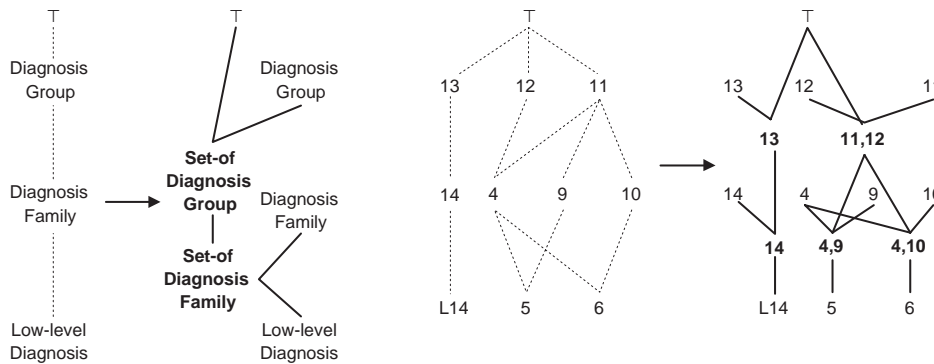 ⊤
Diagnosis
Group
Diagnosis
Family
Low-level
Diagnosis
⊤
Diagnosis
Group
Set-of
Diagnosis
Group
Diagnosis
Family
Set-of
Diagnosis
Family
Low-level
Diagnosis
⊤
13 12 11
14 4 9 10
L14 5 6
⊤
13 12
13 11,12
14 4 9
14 4,9 4,10
L14 5 6